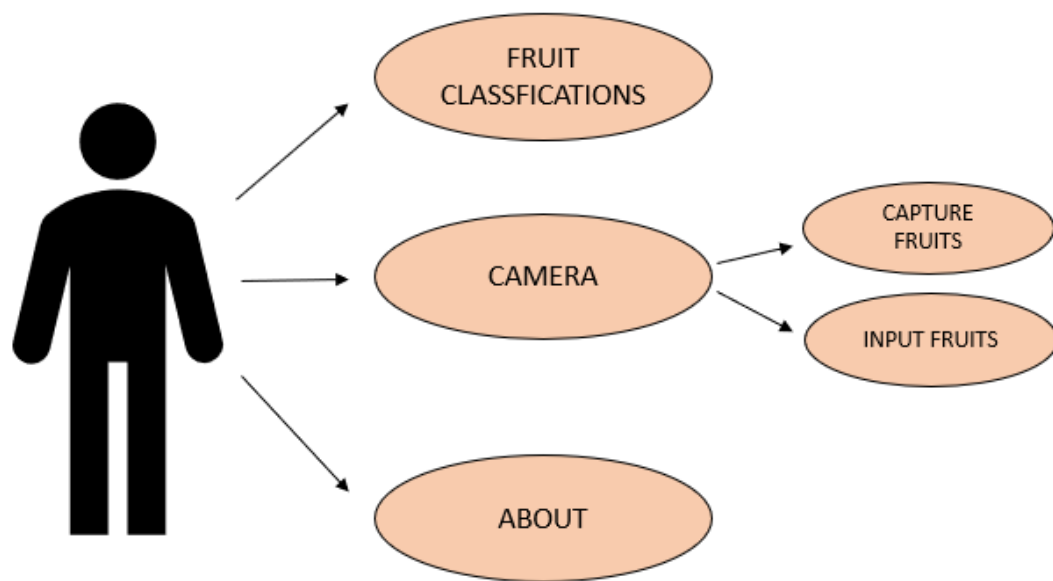 FRUIT
CLASSFICATIONS
CAMERA
CAPTURE
FRUITS
INPUT FRUITS
ABOUT